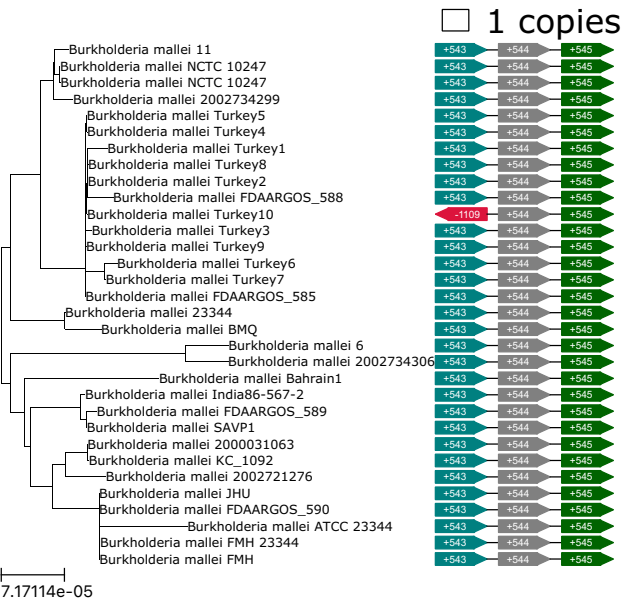 1 copies
Burkholderia mallei 11 +543 +544 +545
Burkholderia mallei NCTC 10247 +543 +544 +545
Burkholderia mallei NCTC 10247 +543 +544 +545
Burkholderia mallei 2002734299 +543 +544 +545
Burkholderia mallei Turkey5 +543 +544 +545
Burkholderia mallei Turkey4 +543 +544 +545
Burkholderia mallei Turkey1 +543 +544 +545
Burkholderia mallei Turkey8 +543 +544 +545
Burkholderia mallei Turkey2 +543 +544 +545
Burkholderia mallei FDAARGOS_588 +543 +544 +545
Burkholderia mallei Turkey10 -1109 +544 +545
Burkholderia mallei Turkey3 +543 +544 +545
Burkholderia mallei Turkey9 +543 +544 +545
Burkholderia mallei Turkey6 +543 +544 +545
Burkholderia mallei Turkey7 +543 +544 +545
Burkholderia mallei FDAARGOS_585 +543 +544 +545
Burkholderia mallei 23344 +543 +544 +545
Burkholderia mallei BMQ +543 +544 +545
Burkholderia mallei 6 +543 +544 +545
Burkholderia mallei 2002734306 +543 +544 +545
Burkholderia mallei Bahrain1 +543 +544 +545
Burkholderia mallei India86-567-2 +543 +544 +545
Burkholderia mallei FDAARGOS_589 +543 +544 +545
Burkholderia mallei SAVP1 +543 +544 +545
Burkholderia mallei 2000031063 +543 +544 +545
Burkholderia mallei KC_1092 +543 +544 +545
Burkholderia mallei 2002721276 +543 +544 +545
Burkholderia mallei JHU +543 +544 +545
Burkholderia mallei FDAARGOS_590 +543 +544 +545
Burkholderia mallei ATCC 23344 +543 +544 +545
Burkholderia mallei FMH 23344 +543 +544 +545
Burkholderia mallei FMH +543 +544 +545
7.17114e-05